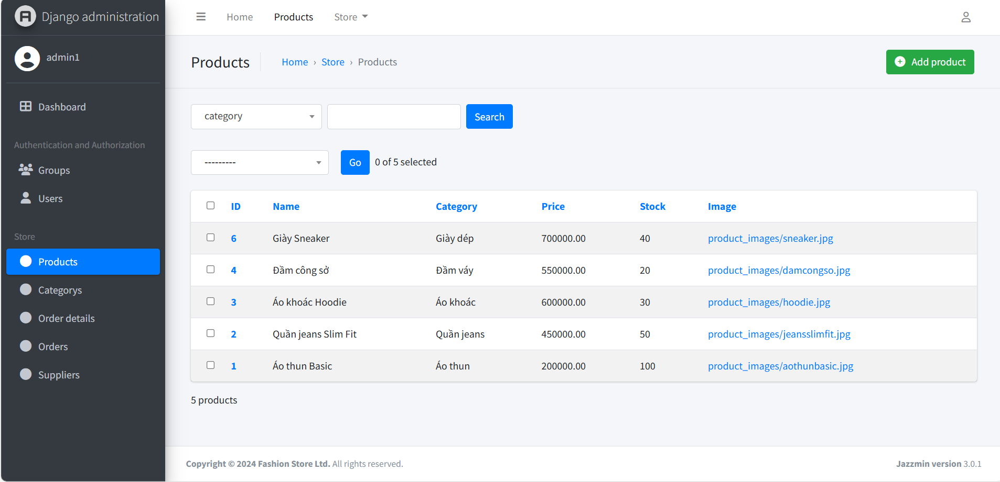 Django administration
Home Products Store
admin1
Products Home › Store › Products Add product
Dashboard
category Search
Authentication and Authorization
Groups
--------- Go 0 of 5 selected
Users
ID Name Category Price Stock Image
Store
6 Giày Sneaker Giày dép 700000.00 40 product_images/sneaker.jpg
Products
4 Đầm công sở Đầm váy 550000.00 20 product_images/damcongso.jpg
Categorys
3 Áo khoác Hoodie Áo khoác 600000.00 30 product_images/hoodie.jpg
Order details
2 Quần jeans Slim Fit Quần jeans 450000.00 50 product_images/jeansslimfit.jpg
Orders
1 Áo thun Basic Áo thun 200000.00 100 product_images/aothunbasic.jpg
Suppliers
5 products
Copyright © 2024 Fashion Store Ltd. All rights reserved. Jazzmin version 3.0.1